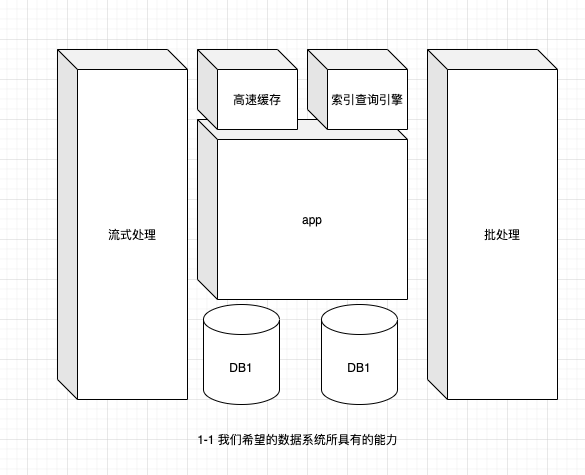 高速缓存
索引查询引擎
流式处理
app
批处理
DB1
DB1
1-1 我们希望的数据系统所具有的能力